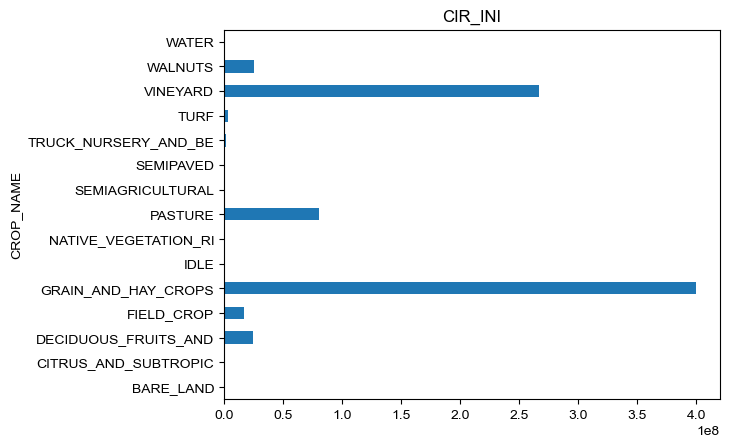 CIR_INI
WATER
WALNUTS
VINEYARD
TURF
TRUCK_NURSERY_AND_BE
SEMIPAVED
SEMIAGRICULTURAL
PASTURE
NATIVE_VEGETATION_RI
IDLE
GRAIN_AND_HAY_CROPS
FIELD_CROP
DECIDUOUS_FRUITS_AND
CITRUS_AND_SUBTROPIC
BARE_LAND
CROP_NAME
0.0 0.5 1.0 1.5 2.0 2.5 3.0 3.5 4.0
1e8